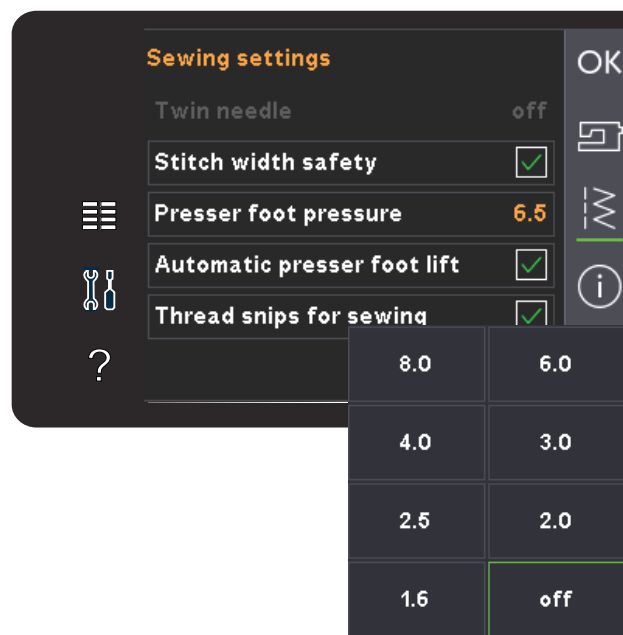 Sewing settings
OK
Twin needle off
Stitch width safety
Presser foot pressure 6.5
Automatic presser foot lift
Thread snips for sewing
?
8.0 6.0
4.0 3.0
2.5 2.0
1.6 off